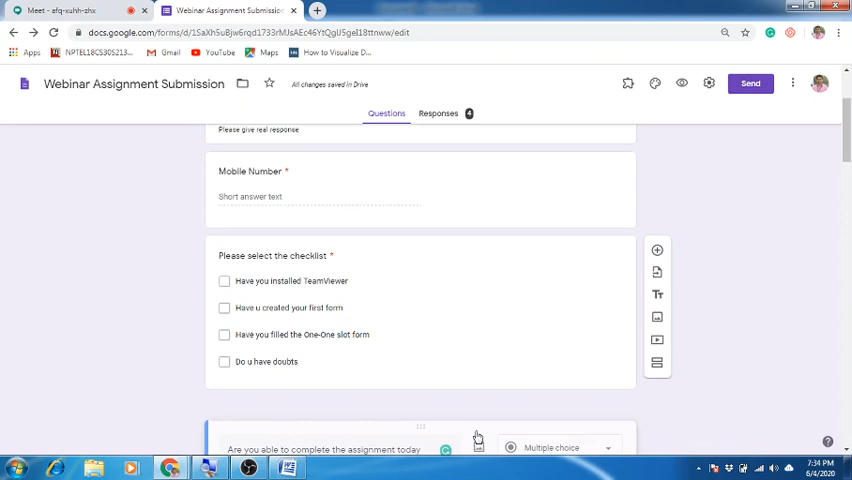 Meet - afq-xuhh-zhx
Webinar Assignment Submission
docs.google.com/forms/d/1SaXh5uBjw6rqd1733rMJsAEc46YtQgIJ5geI18ttnww/edit
Apps
NPTEL18CS30S213...
Gmail
YouTube
Maps
How to Visualize D...
Webinar Assignment Submission
All changes saved in Drive
Send
Questions
Responses 4
Please give real response
Mobile Number *
Short answer text
Please select the checklist *
Have you installed TeamViewer
Have u created your first form
Have you filled the One-One slot form
Do u have doubts
Are you able to complete the assignment today
Multiple choice
7:34 PM
6/4/2020